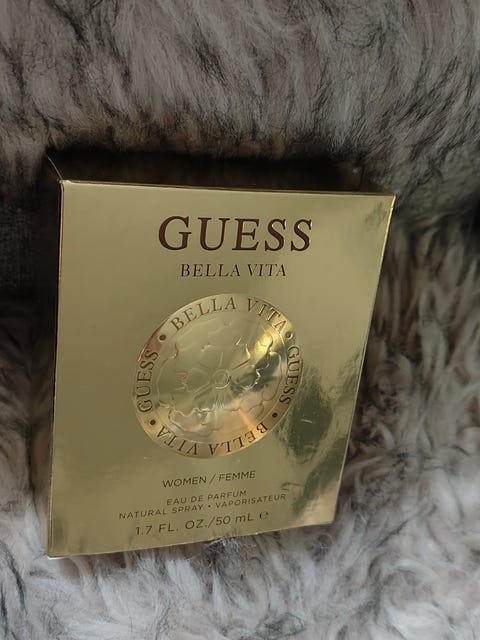 GUESS
BELLA VITA
• BELLA VITA • GUESS • BELLA VITA • GUESS
WOMEN / FEMME
EAU DE PARFUM
NATURAL SPRAY • VAPORISATEUR
1.7 FL. OZ./50 mL ℮